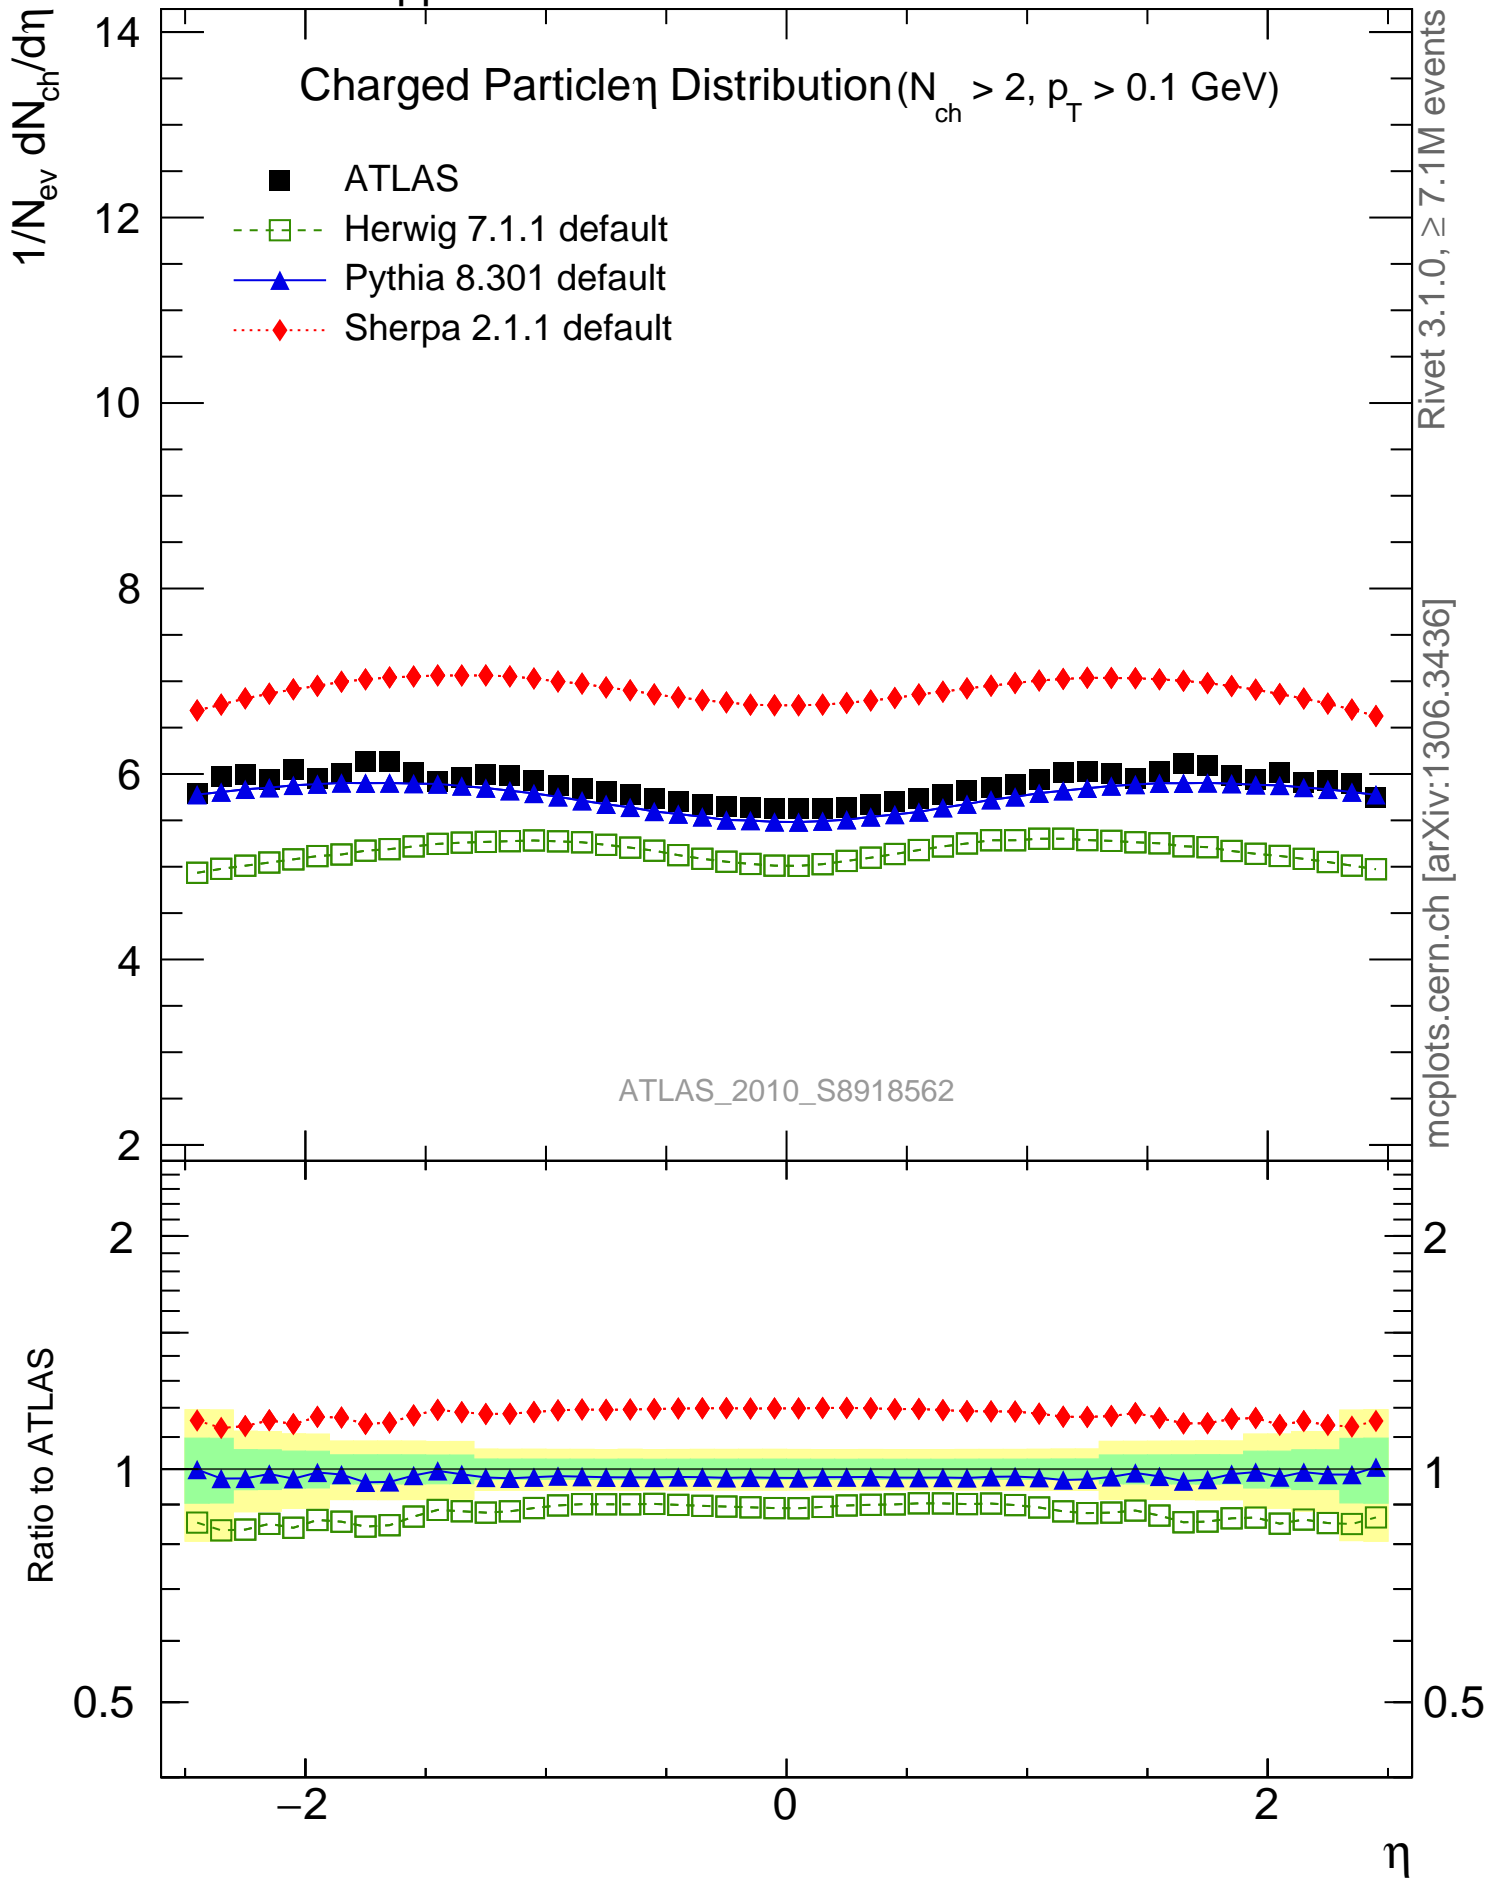 pp
Charged Particle η Distribution (N_ch > 2, p_T > 0.1 GeV)
1/N_ev dN_ch/dη
ATLAS
Herwig 7.1.1 default
Pythia 8.301 default
Sherpa 2.1.1 default
14
12
10
8
6
4
2
ATLAS_2010_S8918562
Rivet 3.1.0, ≥ 7.1M events
mcplots.cern.ch [arXiv:1306.3436]
Ratio to ATLAS
2
1
0.5
2
1
0.5
−2
0
2
η